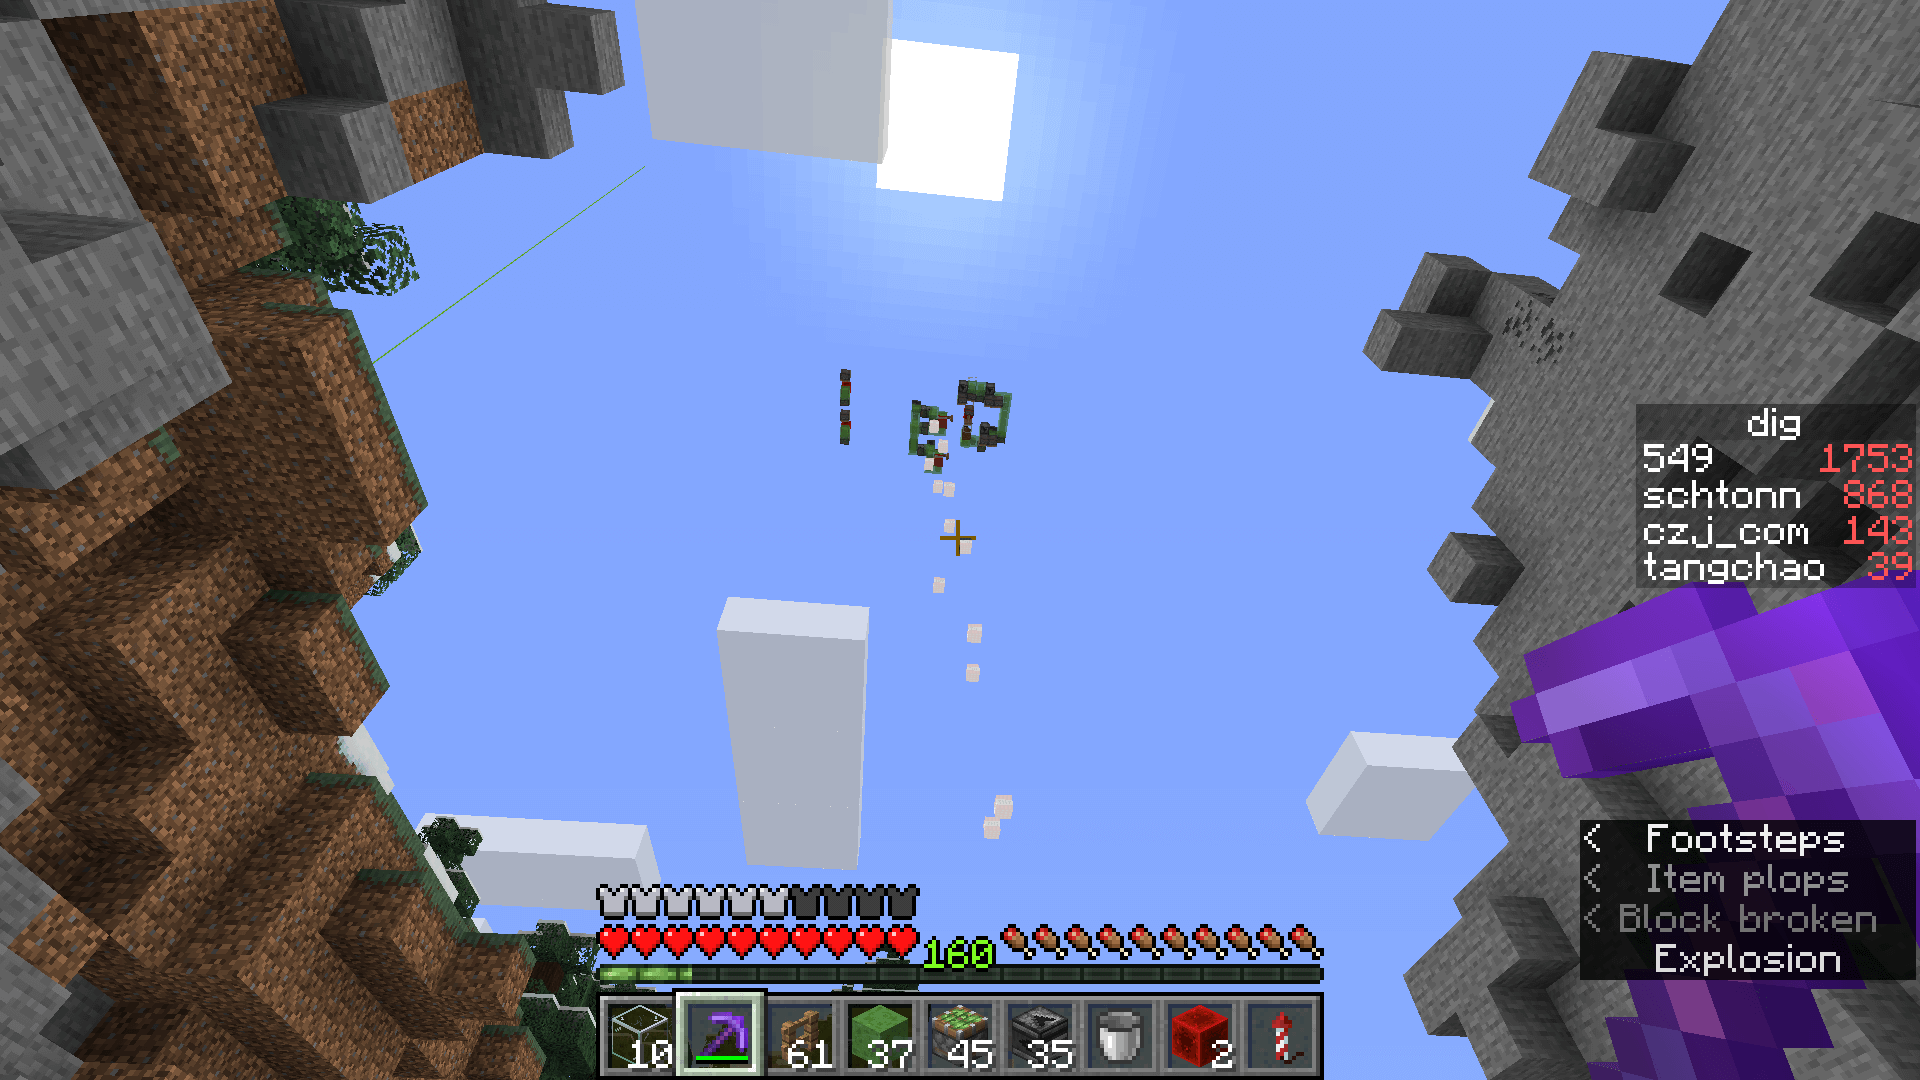 dig
549 1753
schtonn 868
czj_com 143
tangchao 39
< Footsteps
< Item plops
< Block broken
Explosion
160
10 61 37 45 35 2